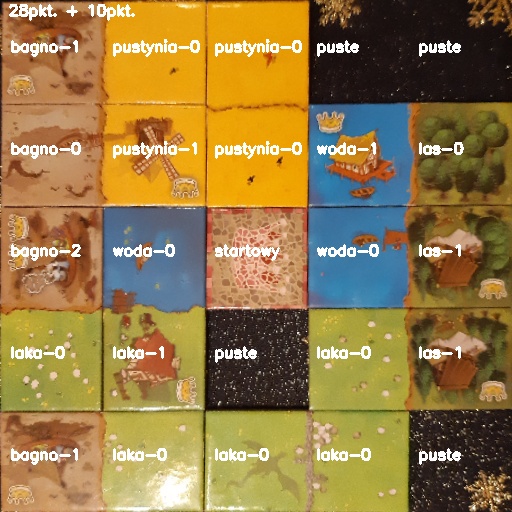 28pkt. + 10pkt.
bagno-1 pustynia-0 pustynia-0 puste puste
bagno-0 pustynia-1 pustynia-0 woda-1 las-0
bagno-2 woda-0 startowy woda-0 las-1
laka-0 laka-1 puste laka-0 las-1
bagno-1 laka-0 laka-0 laka-0 puste